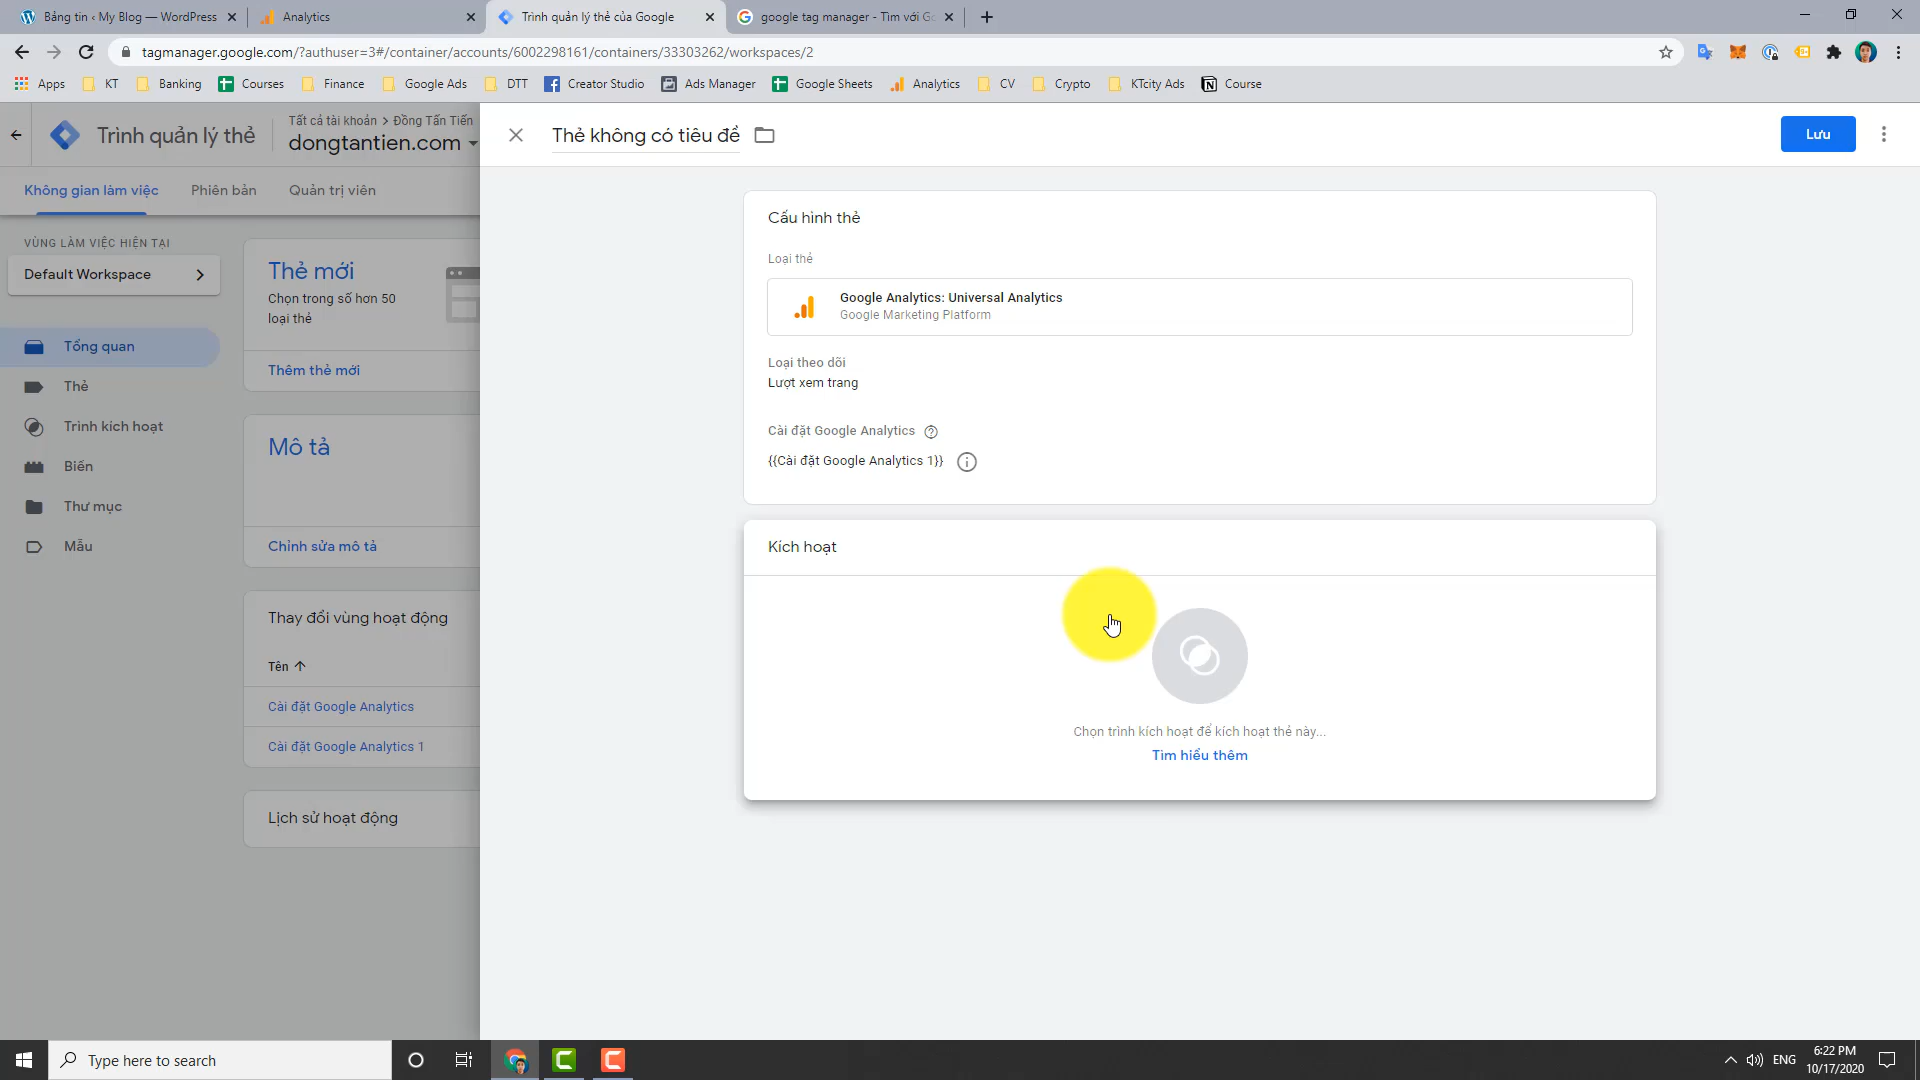 Bảng tin ‹ My Blog — WordPress
Analytics
Trình quản lý thẻ của Google
google tag manager - Tìm với Go
tagmanager.google.com/?authuser=3#/container/accounts/6002298161/containers/33303262/workspaces/2
Apps
KT
Banking
Courses
Finance
Google Ads
DTT
Creator Studio
Ads Manager
Google Sheets
Analytics
CV
Crypto
KTcity Ads
Course
Trình quản lý thẻ
Tất cả tài khoản > Đồng Tấn Tiến
dongtantien.com
Không gian làm việc
Phiên bản
Quản trị viên
VÙNG LÀM VIỆC HIỆN TẠI
Default Workspace
Tổng quan
Thẻ
Trình kích hoạt
Biến
Thư mục
Mẫu
Thẻ mới
Chọn trong số hơn 50
loại thẻ
Thêm thẻ mới
Mô tả
Chỉnh sửa mô tả
Thay đổi vùng hoạt động
Tên
Cài đặt Google Analytics
Cài đặt Google Analytics 1
Lịch sử hoạt động
Thẻ không có tiêu đề
Lưu
Cấu hình thẻ
Loại thẻ
Google Analytics: Universal Analytics
Google Marketing Platform
Loại theo dõi
Lượt xem trang
Cài đặt Google Analytics
{{Cài đặt Google Analytics 1}}
Kích hoạt
Chọn trình kích hoạt để kích hoạt thẻ này...
Tìm hiểu thêm
Type here to search
ENG
6:22 PM
10/17/2020